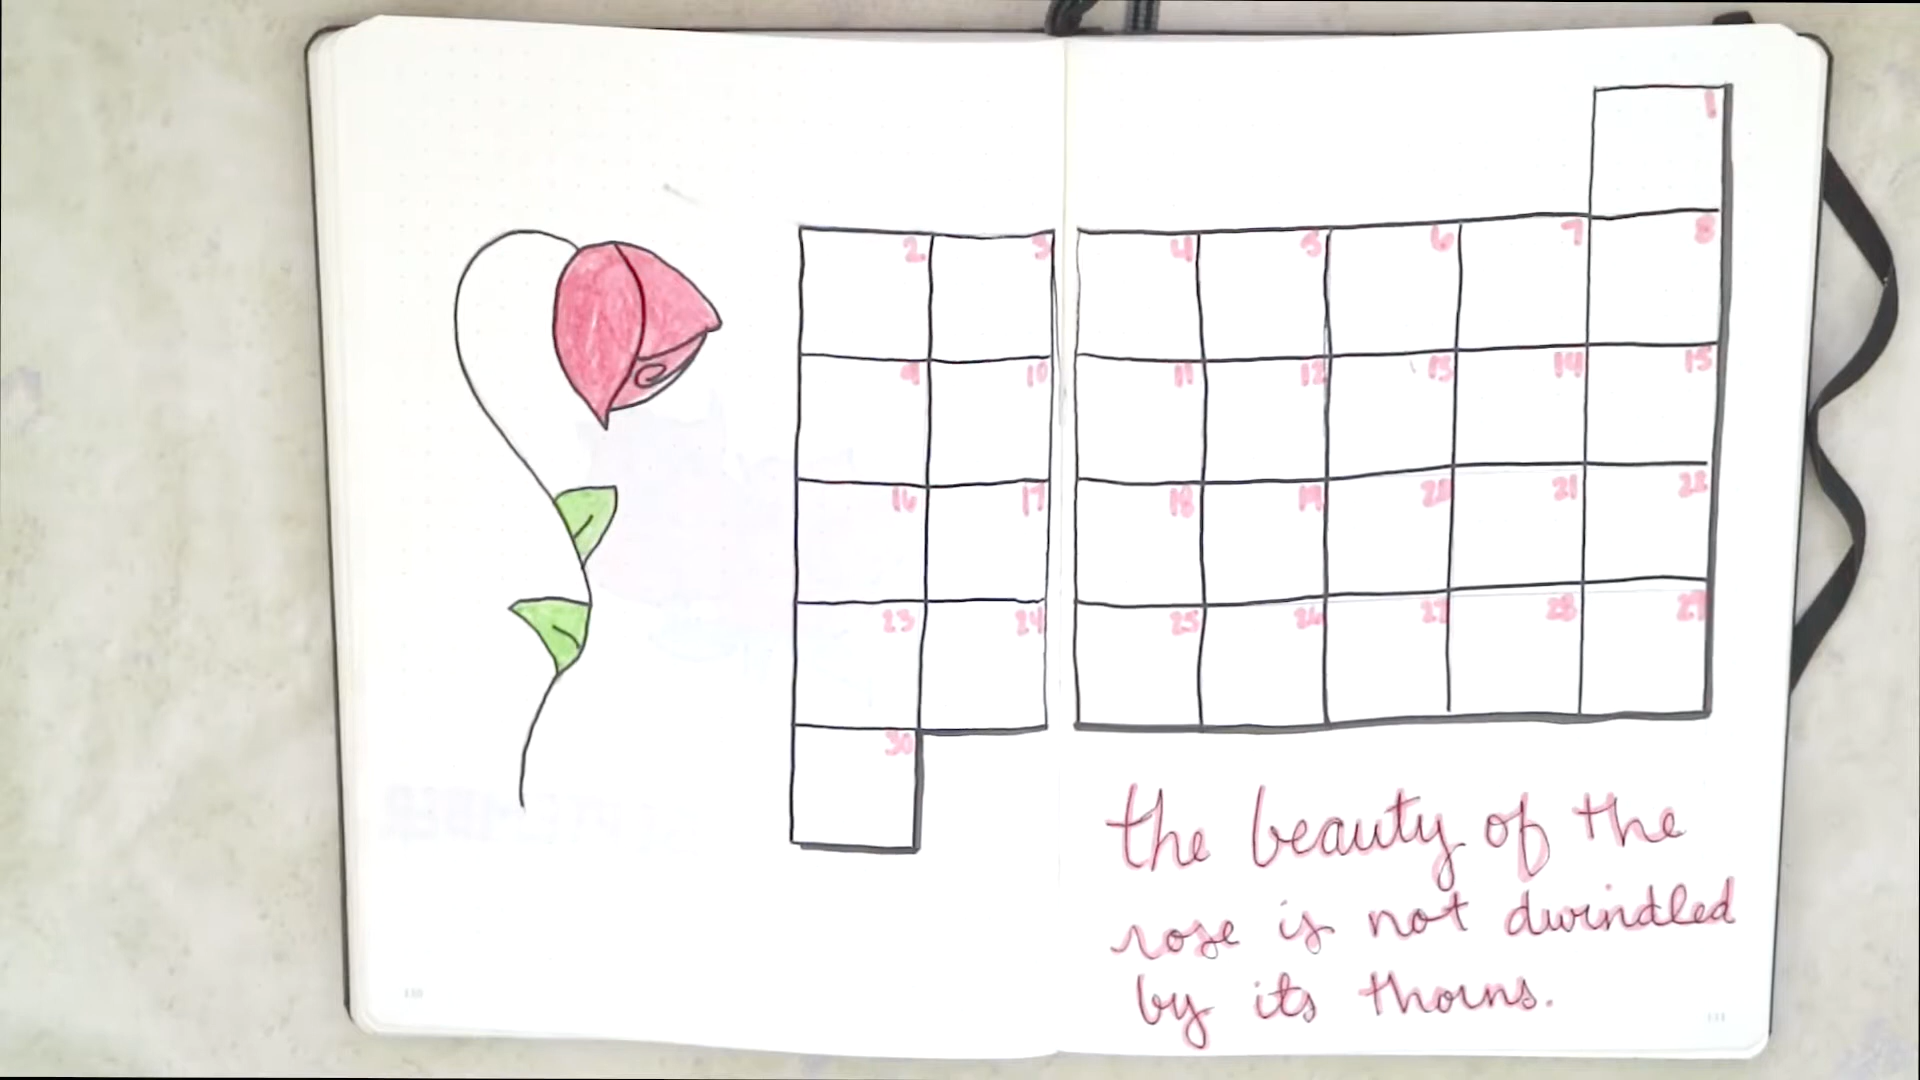 1
2. 3 4 5 6 7 8
9 10 11 12 13 14 15
16 17 18 19 20 21 22
23 24 25 26 27 28 29
30
the beauty of the
rose is not dwindled
by its thorns.
110
111